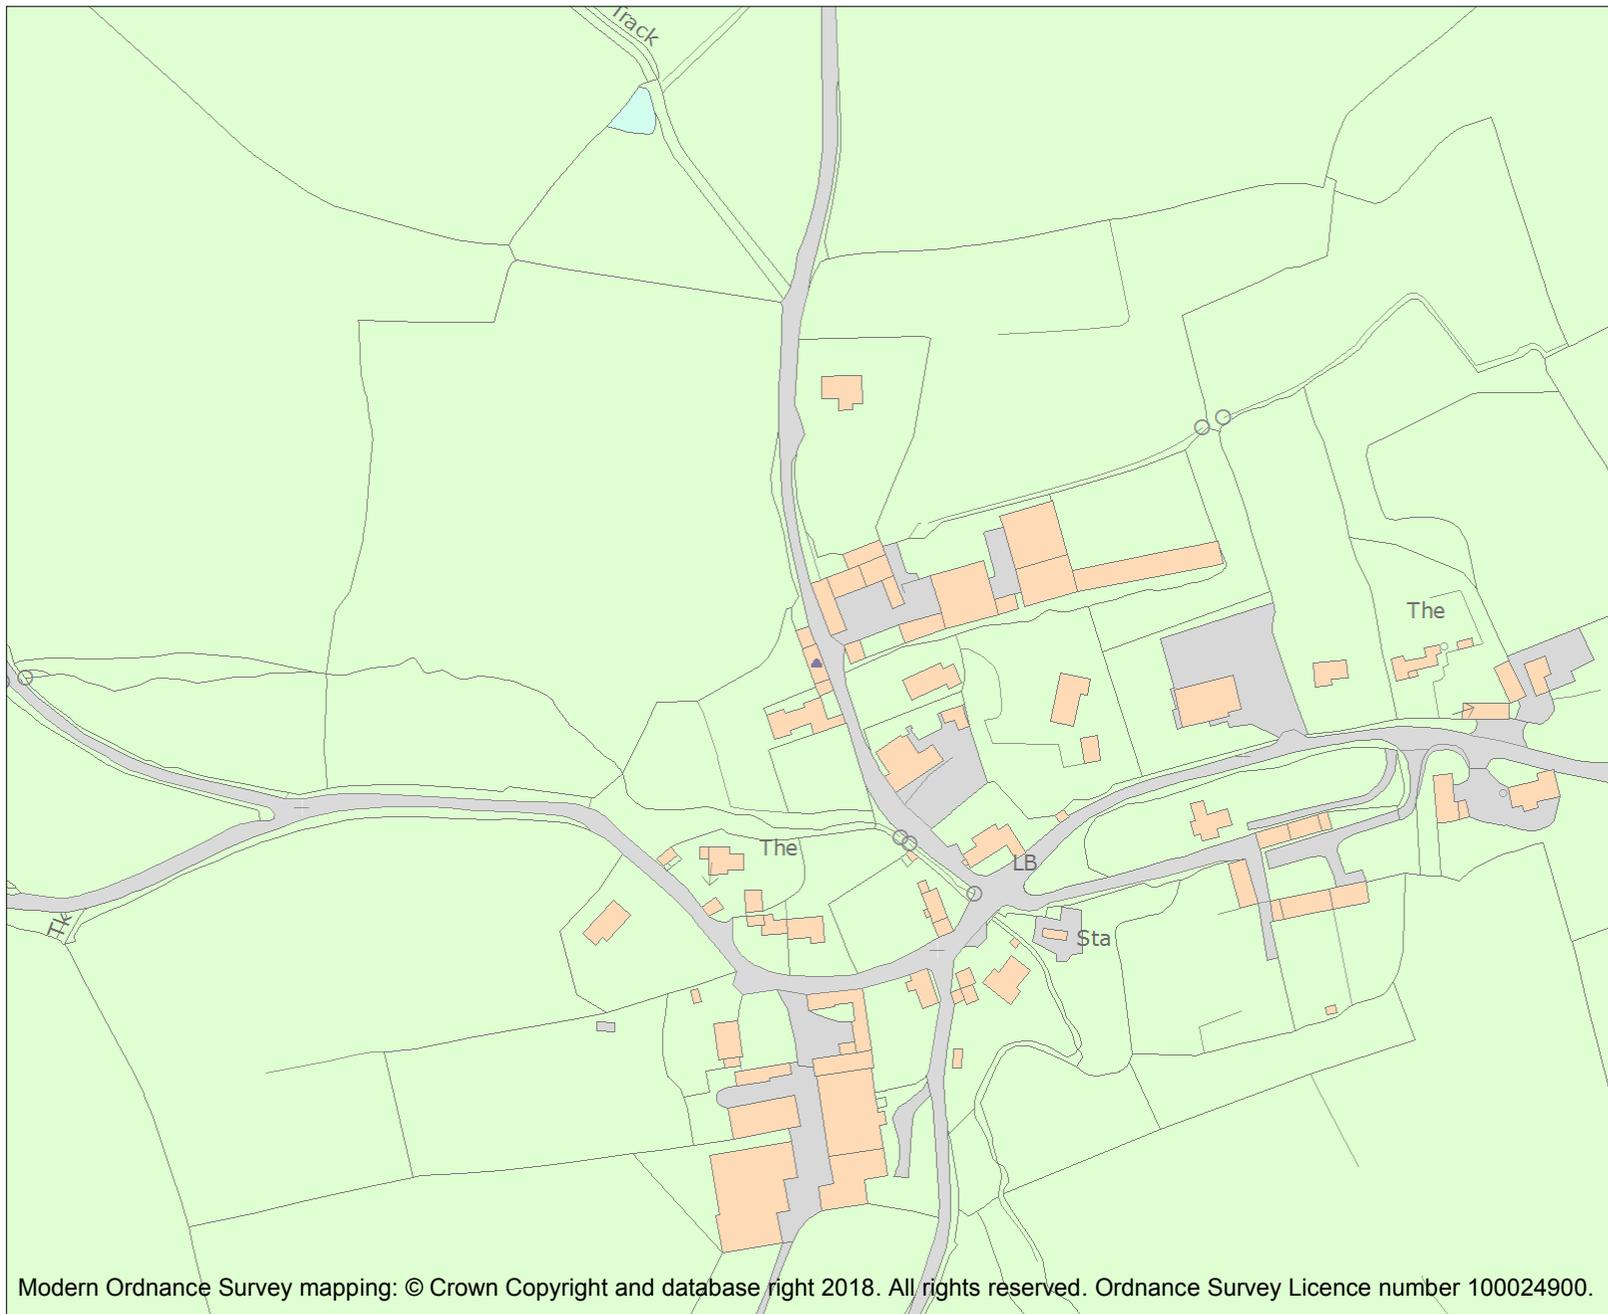 Track
The
The
LB
Tk
Sta
Modern Ordnance Survey mapping: © Crown Copyright and database right 2018. All rights reserved. Ordnance Survey Licence number 100024900.